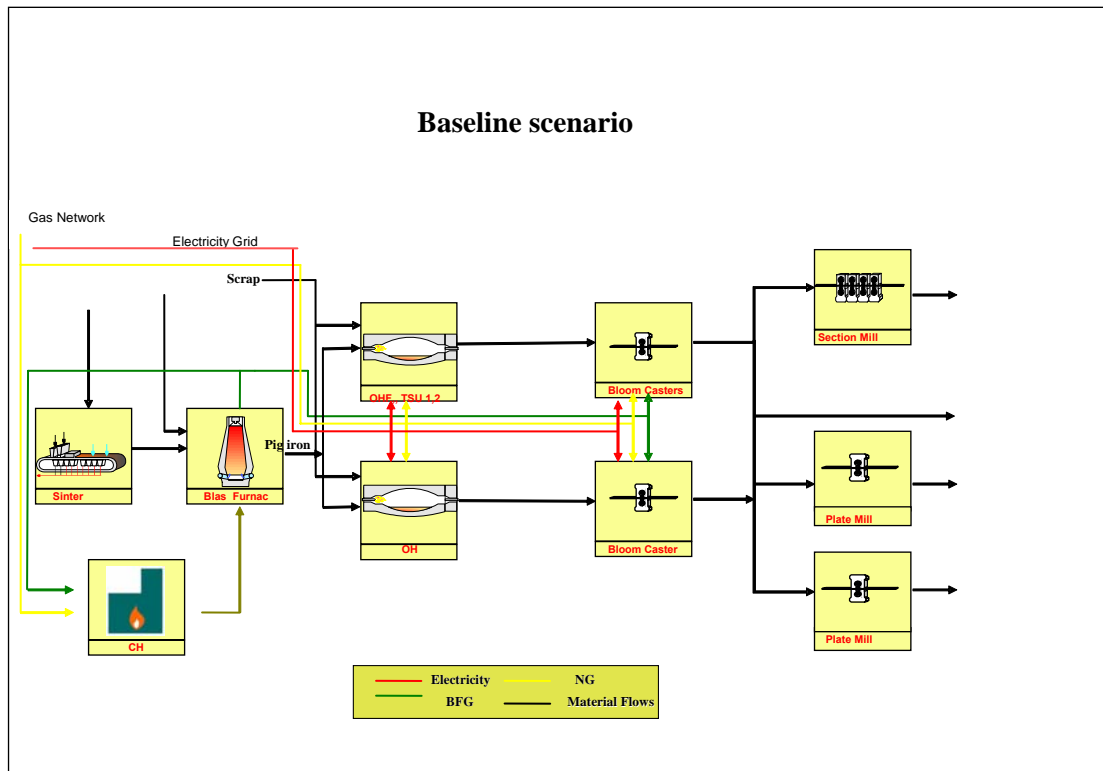 Baseline scenario
Gas Network
Electricity Grid
Scrap
Section Mill
OHF, TSU 1,2
Bloom Casters
Pig iron
Sinter
Blas Furnac
Plate Mill
OH
Bloom Caster
CH
Plate Mill
Electricity NG
BFG Material Flows